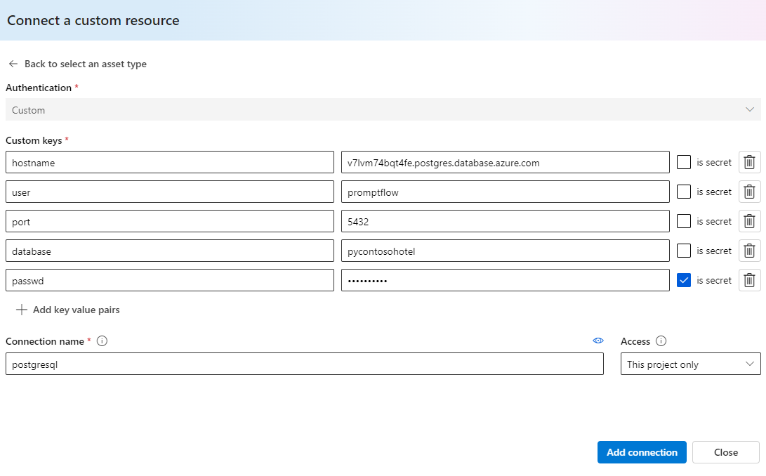 Connect a custom resource
← Back to select an asset type
Authentication *
Custom
Custom keys *
hostname v7lvm74bqt4fe.postgres.database.azure.com is secret
user promptflow is secret
port 5432 is secret
database pycontosohotel is secret
passwd •••••••••• is secret
+ Add key value pairs
Connection name * Access
postgresql This project only
Add connection Close